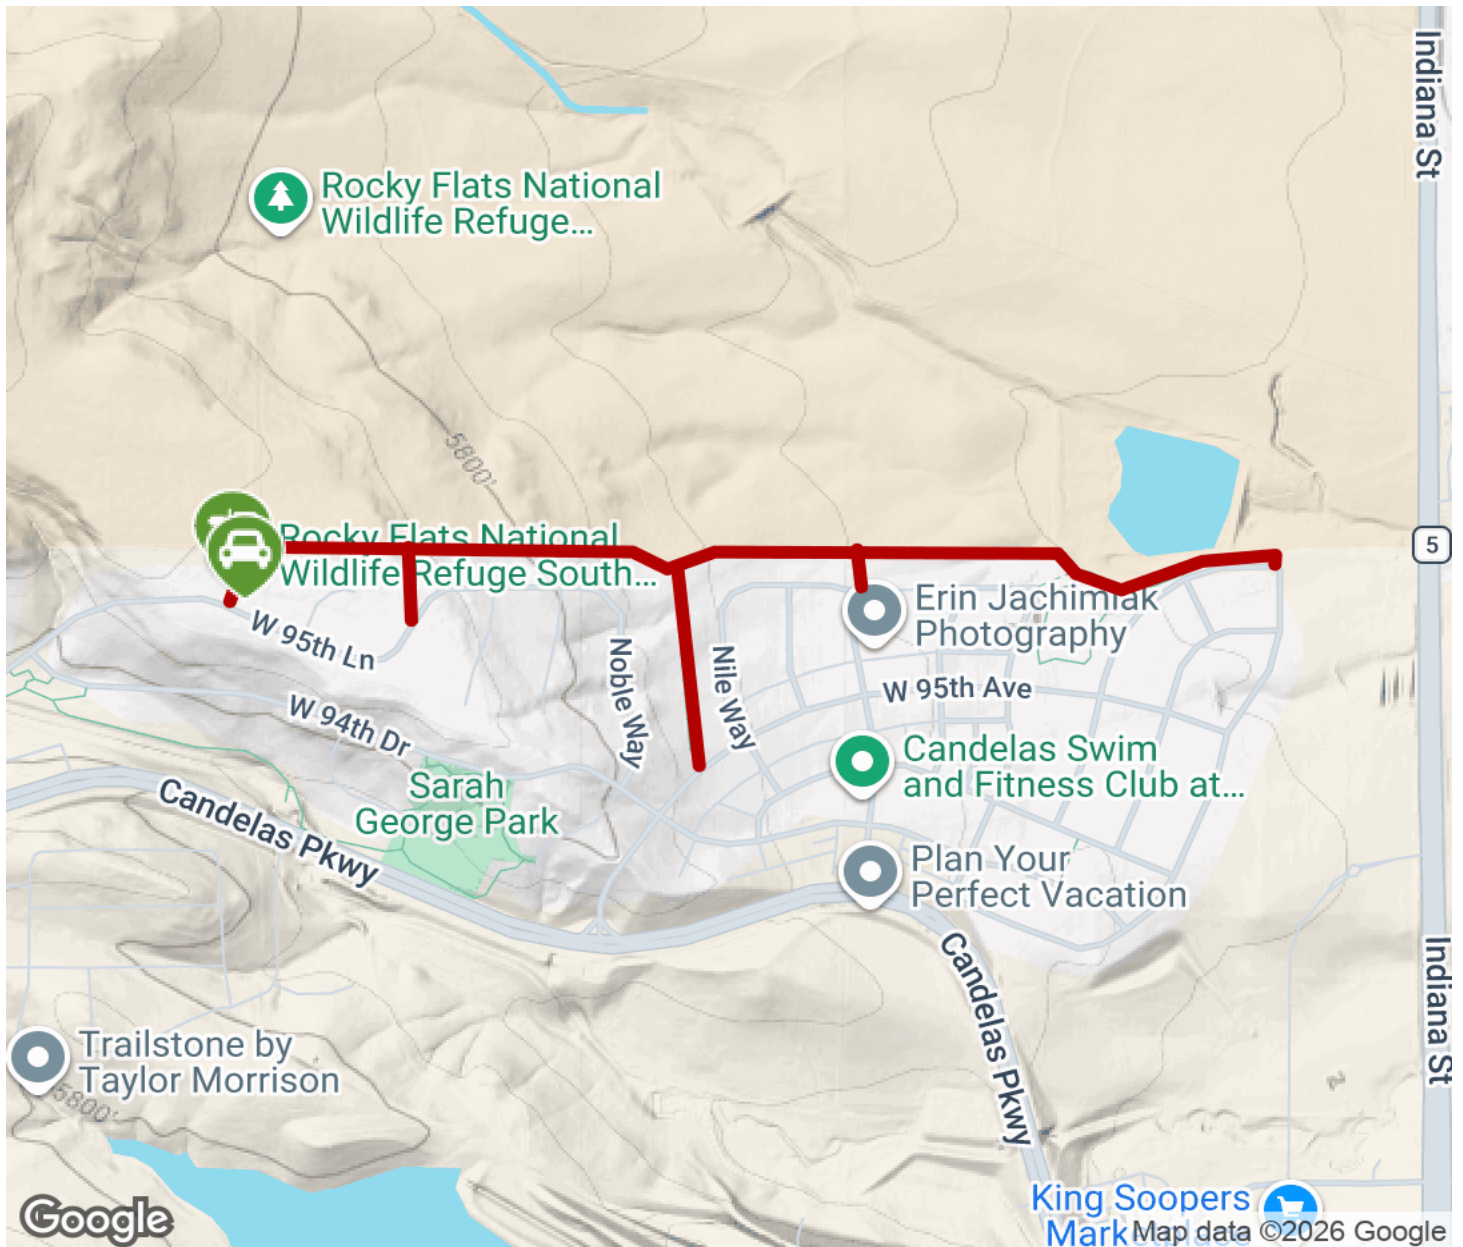 Indiana St
Rocky Flats National
Wildlife Refuge...
5800'
5
Rocky Flats National
Wildlife Refuge South...
Erin Jachimiak
Photography
W 95th Ln
Noble Way
Nile Way
W 95th Ave
W 94th Dr
Candelas Swim
and Fitness Club at...
Sarah
George Park
Candelas Pkwy
Plan Your
Perfect Vacation
Candelas Pkwy
Indiana St
Trailstone by
Taylor Morrison
5800'
King Soopers
Marketplace
Google
Map data ©2026 Google